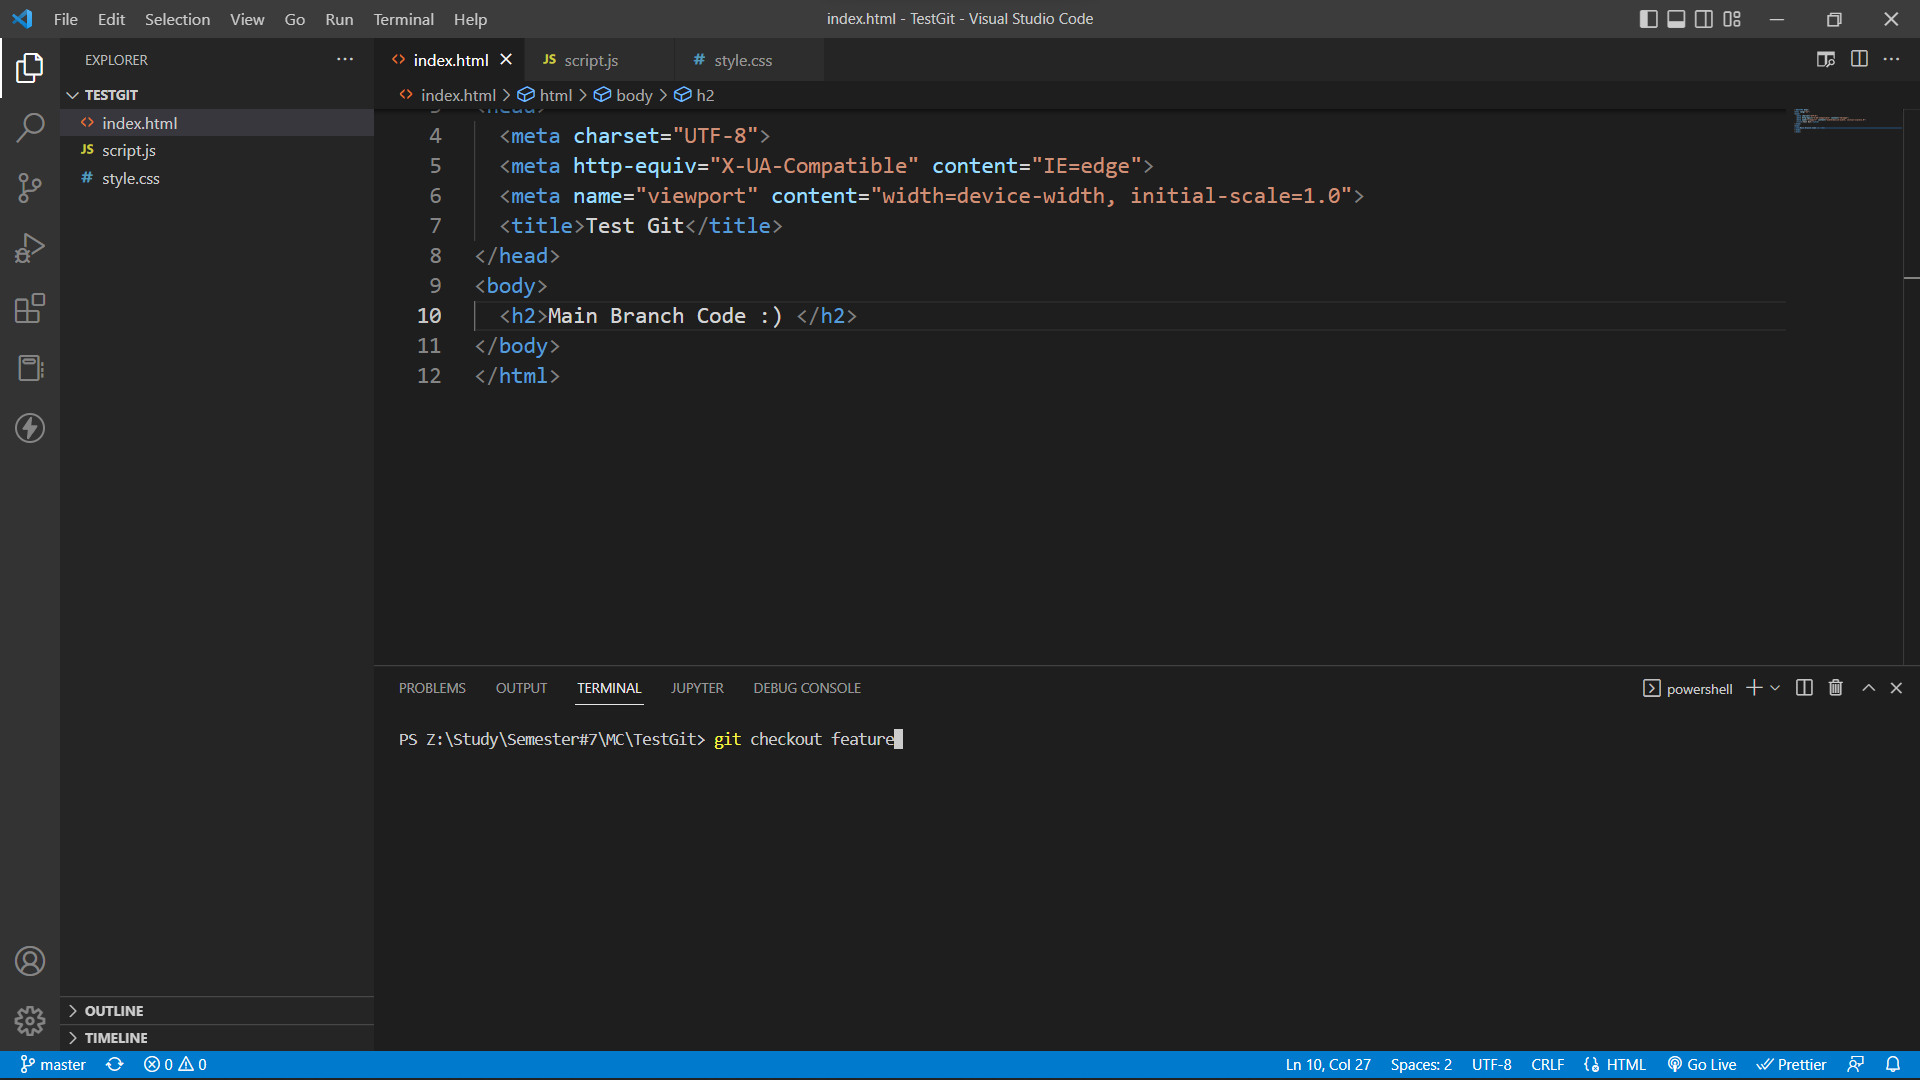 File Edit Selection View Go Run Terminal Help
index.html - TestGit - Visual Studio Code
EXPLORER
TESTGIT
index.html
JS script.js
# style.css
OUTLINE
TIMELINE
index.html JS script.js # style.css
index.html > html > body > h2
3 <head>
4 <meta charset="UTF-8">
5 <meta http-equiv="X-UA-Compatible" content="IE=edge">
6 <meta name="viewport" content="width=device-width, initial-scale=1.0">
7 <title>Test Git</title>
8 </head>
9 <body>
10 <h2>Main Branch Code :) </h2>
11 </body>
12 </html>
PROBLEMS OUTPUT TERMINAL JUPYTER DEBUG CONSOLE
powershell
PS Z:\Study\Semester#7\MC\TestGit> git checkout feature
master 0 0
Ln 10, Col 27 Spaces: 2 UTF-8 CRLF HTML Go Live Prettier